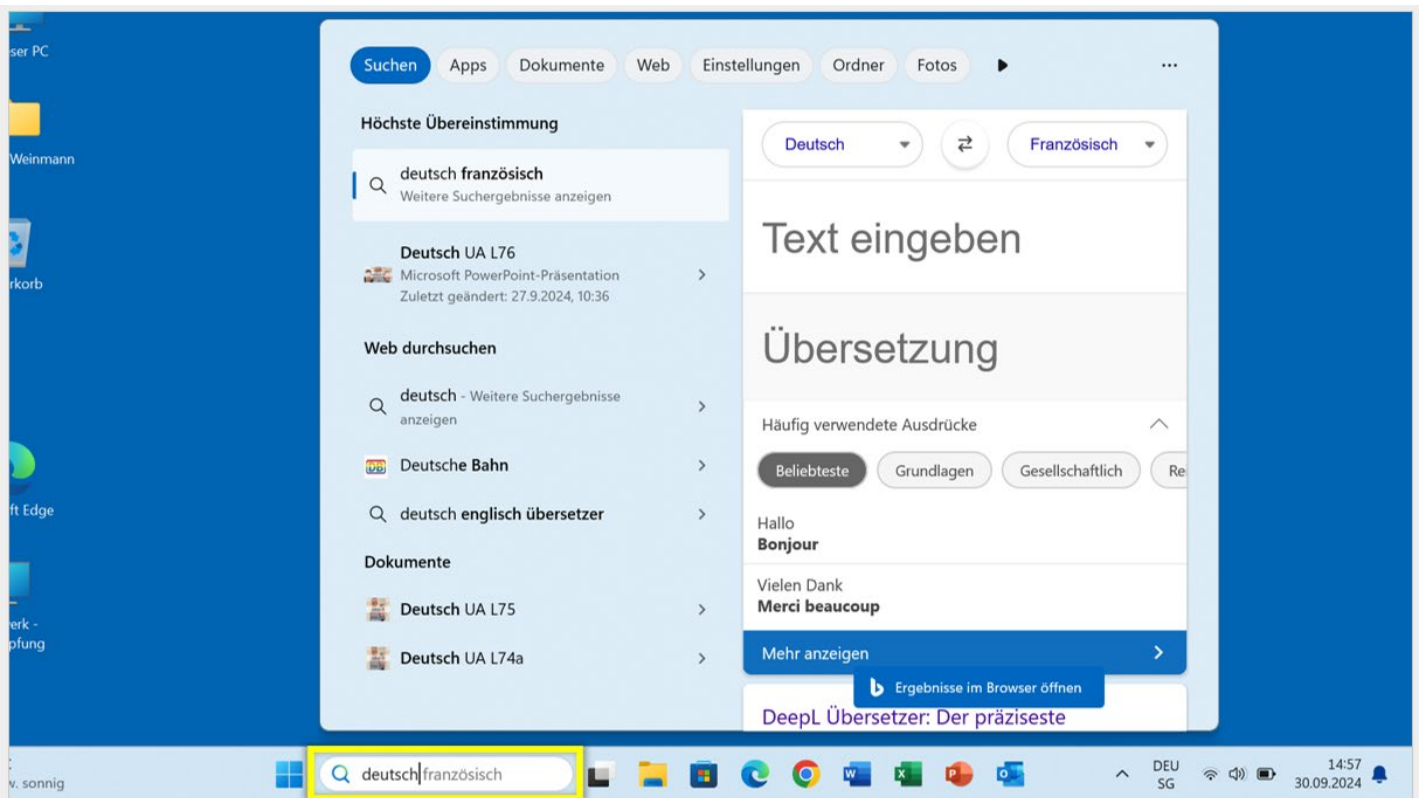 ser PC
Weinmann
rkorb
ft Edge
erk -
pfung
Suchen Apps Dokumente Web Einstellungen Ordner Fotos
Höchste Übereinstimmung
deutsch französisch
Weitere Suchergebnisse anzeigen
Deutsch UA L76
Microsoft PowerPoint-Präsentation
Zuletzt geändert: 27.9.2024, 10:36
Web durchsuchen
deutsch - Weitere Suchergebnisse
anzeigen
DB
Deutsche Bahn
deutsch englisch übersetzer
Dokumente
Deutsch UA L75
Deutsch UA L74a
Deutsch Französisch
Text eingeben
Übersetzung
Häufig verwendete Ausdrücke
Beliebteste Grundlagen Gesellschaftlich Re
Hallo
Bonjour
Vielen Dank
Merci beaucoup
Mehr anzeigen
Ergebnisse im Browser öffnen
DeepL Übersetzer: Der präziseste
w. sonnig
deutsch französisch
DEU
SG
14:57
30.09.2024